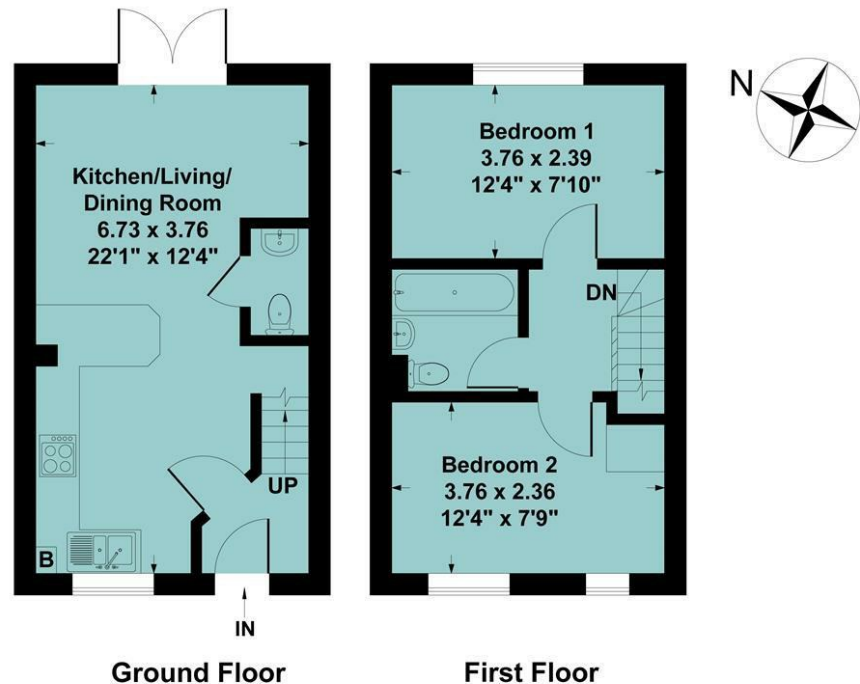 Kitchen/Living/
Dining Room
6.73 x 3.76
22'1" x 12'4"
B
UP
IN
Ground Floor
Bedroom 1
3.76 x 2.39
12'4" x 7'10"
DN
Bedroom 2
3.76 x 2.36
12'4" x 7'9"
First Floor
N